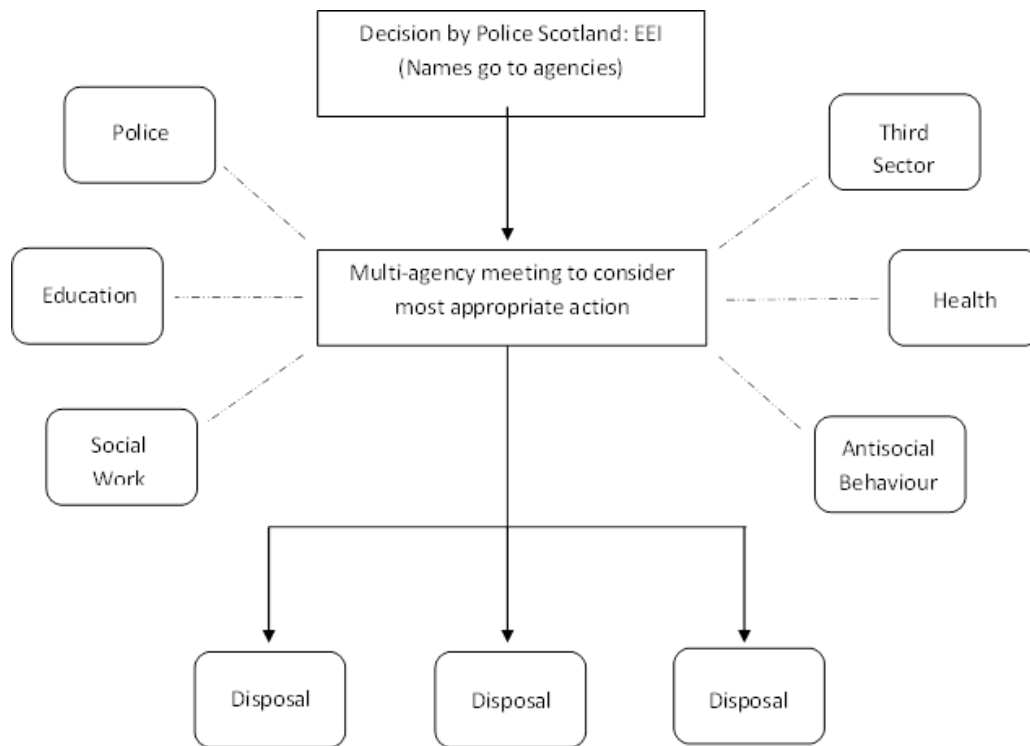 Decision by Police Scotland: EEI
(Names go to agencies)
Police
Third
Sector
Multi-agency meeting to consider
most appropriate action
Education
Health
Social
Work
Antisocial
Behaviour
Disposal
Disposal
Disposal